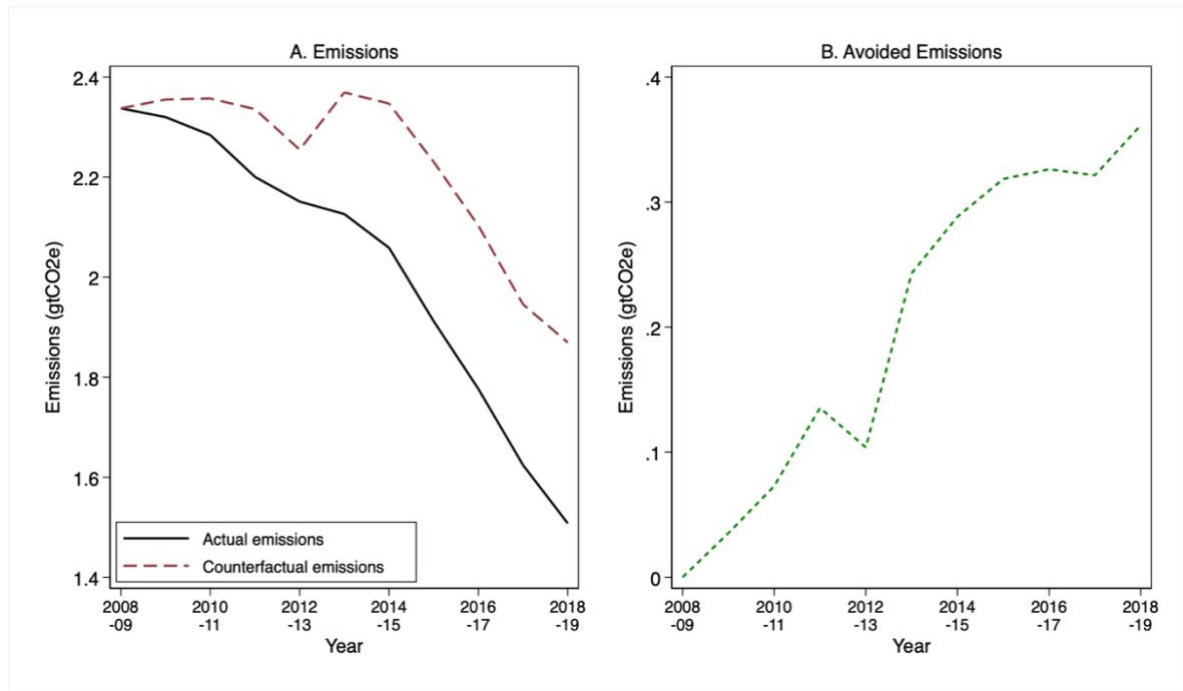 A. Emissions
Emissions (gtCO2e)
2.4
2.2
2
1.8
1.6
1.4
Actual emissions
Counterfactual emissions
2008 2010 2012 2014 2016 2018
-09 -11 -13 -15 -17 -19
Year
B. Avoided Emissions
Emissions (gtCO2e)
.4
.3
.2
.1
0
2008 2010 2012 2014 2016 2018
-09 -11 -13 -15 -17 -19
Year